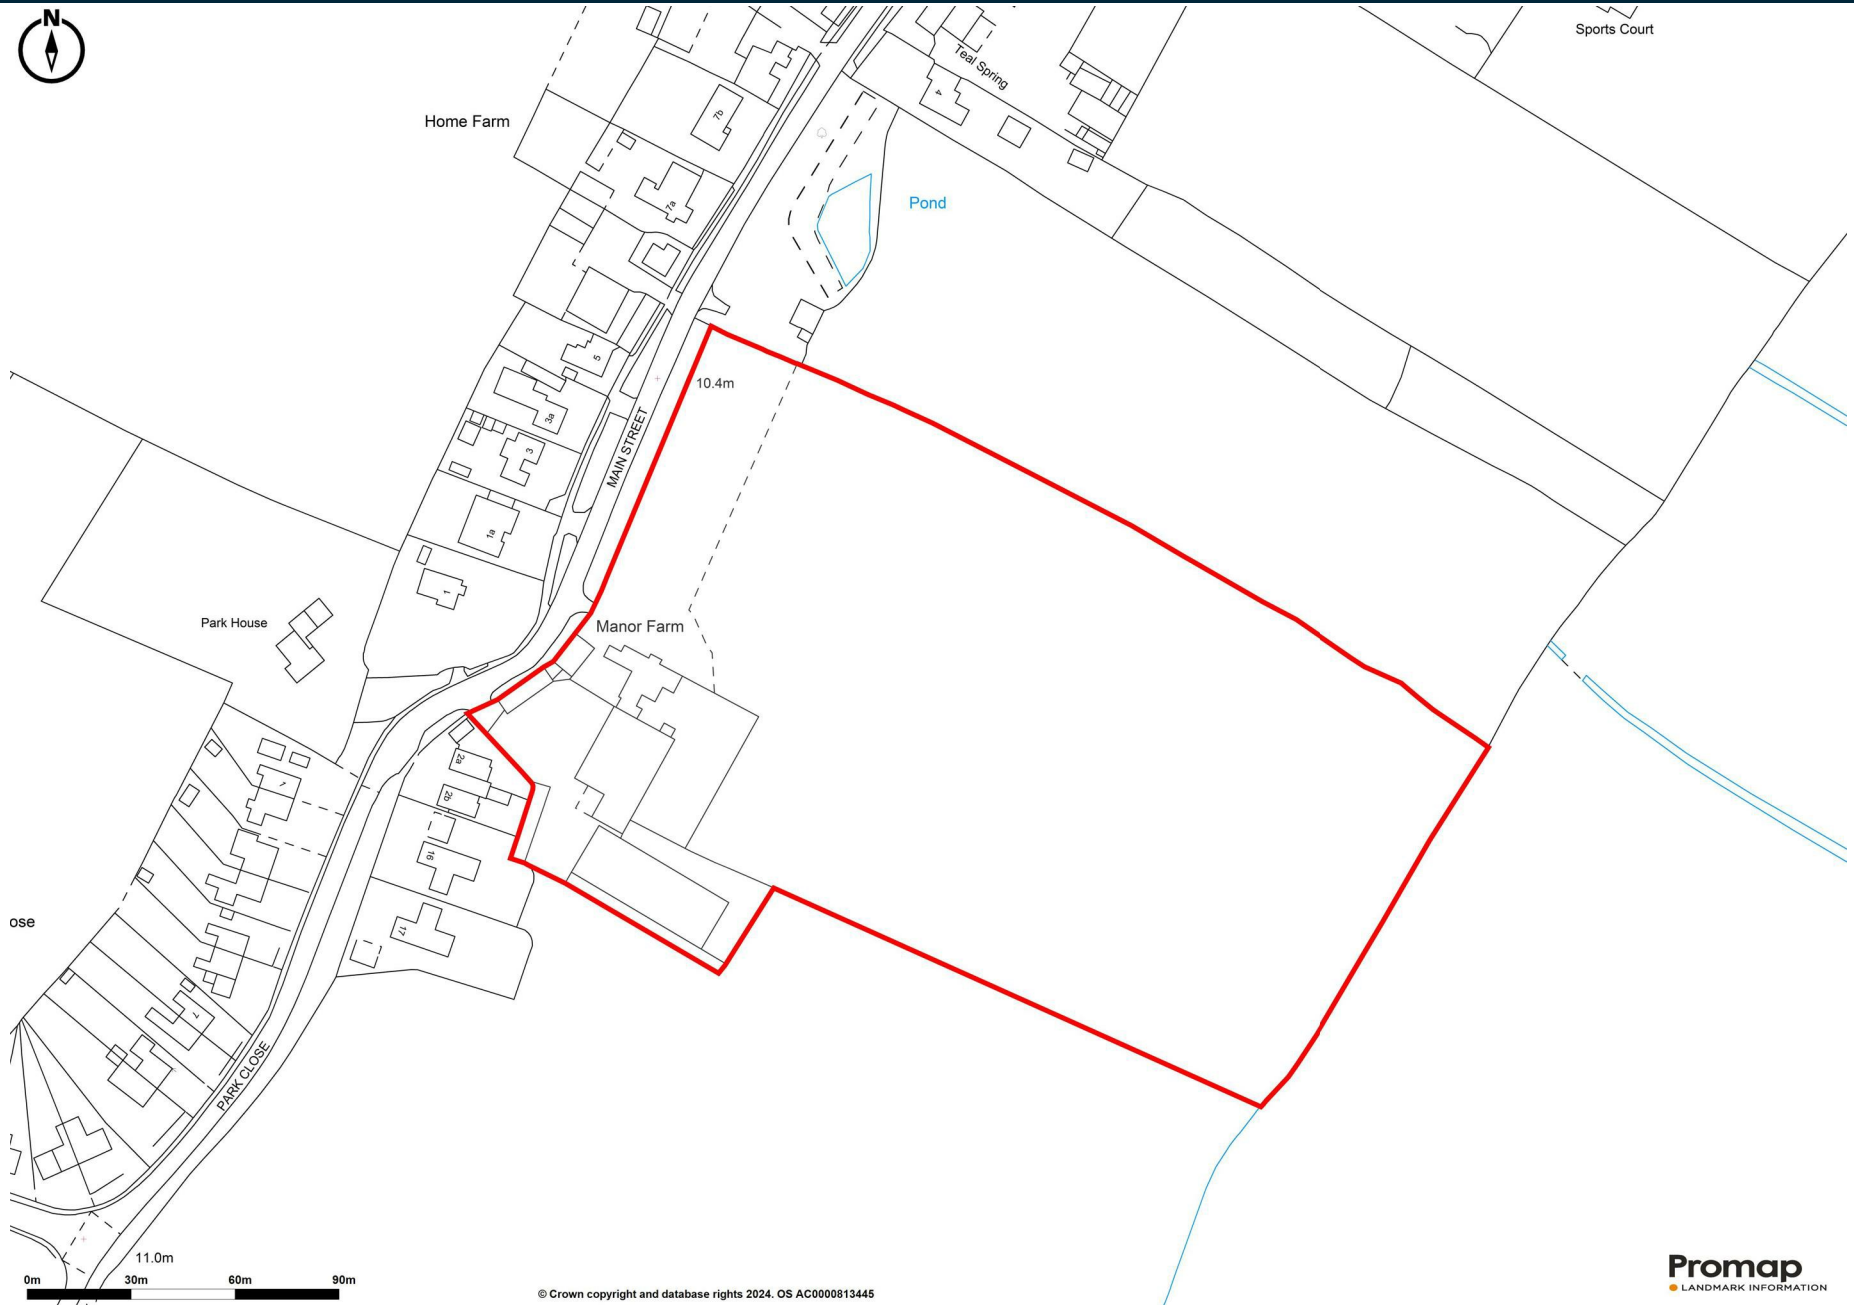 N
Sports Court
Teal Spring
4
Home Farm
7b
7a
Pond
5
10.4m
3a
MAIN STREET
3
1a
1
Park House
Manor Farm
2a
2b
16
17
ose
7
PARK CLOSE
11.0m
0m 30m 60m 90m
© Crown copyright and database rights 2024. OS AC0000813445
Promap
LANDMARK INFORMATION